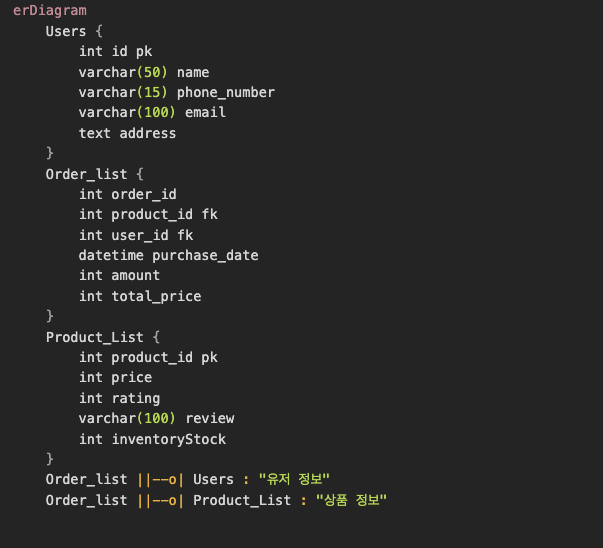 erDiagram
    Users {
        int id pk
        varchar(50) name
        varchar(15) phone_number
        varchar(100) email
        text address
    }
    Order_list {
        int order_id
        int product_id fk
        int user_id fk
        datetime purchase_date
        int amount
        int total_price
    }
    Product_List {
        int product_id pk
        int price
        int rating
        varchar(100) review
        int inventoryStock
    }
    Order_list ||--o| Users : "유저 정보"
    Order_list ||--o| Product_List : "상품 정보"